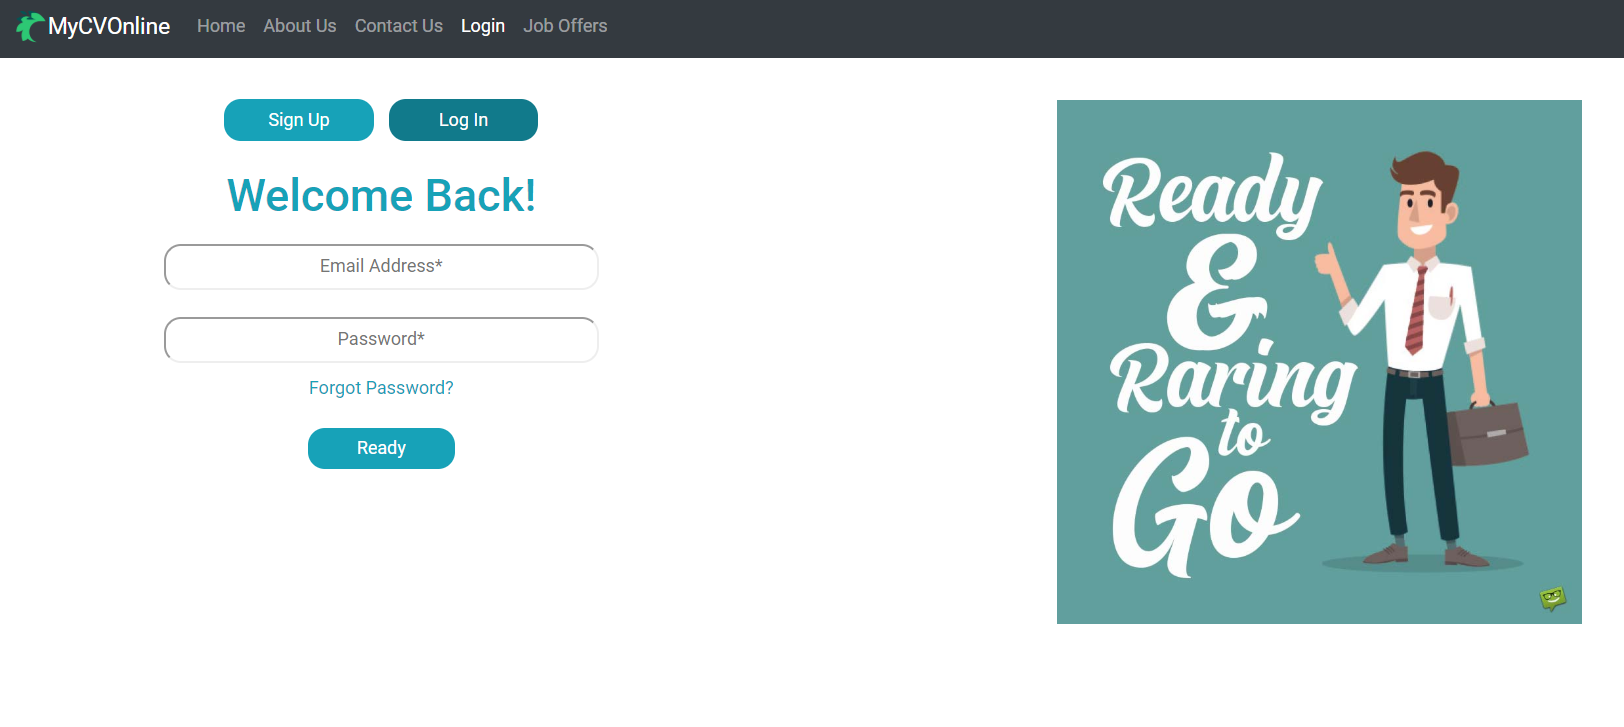 MyCVOnline Home About Us Contact Us Login Job Offers
Sign Up Log In
Welcome Back!
Email Address*
Password*
Forgot Password?
Ready
Ready
&
Raring
to
Go